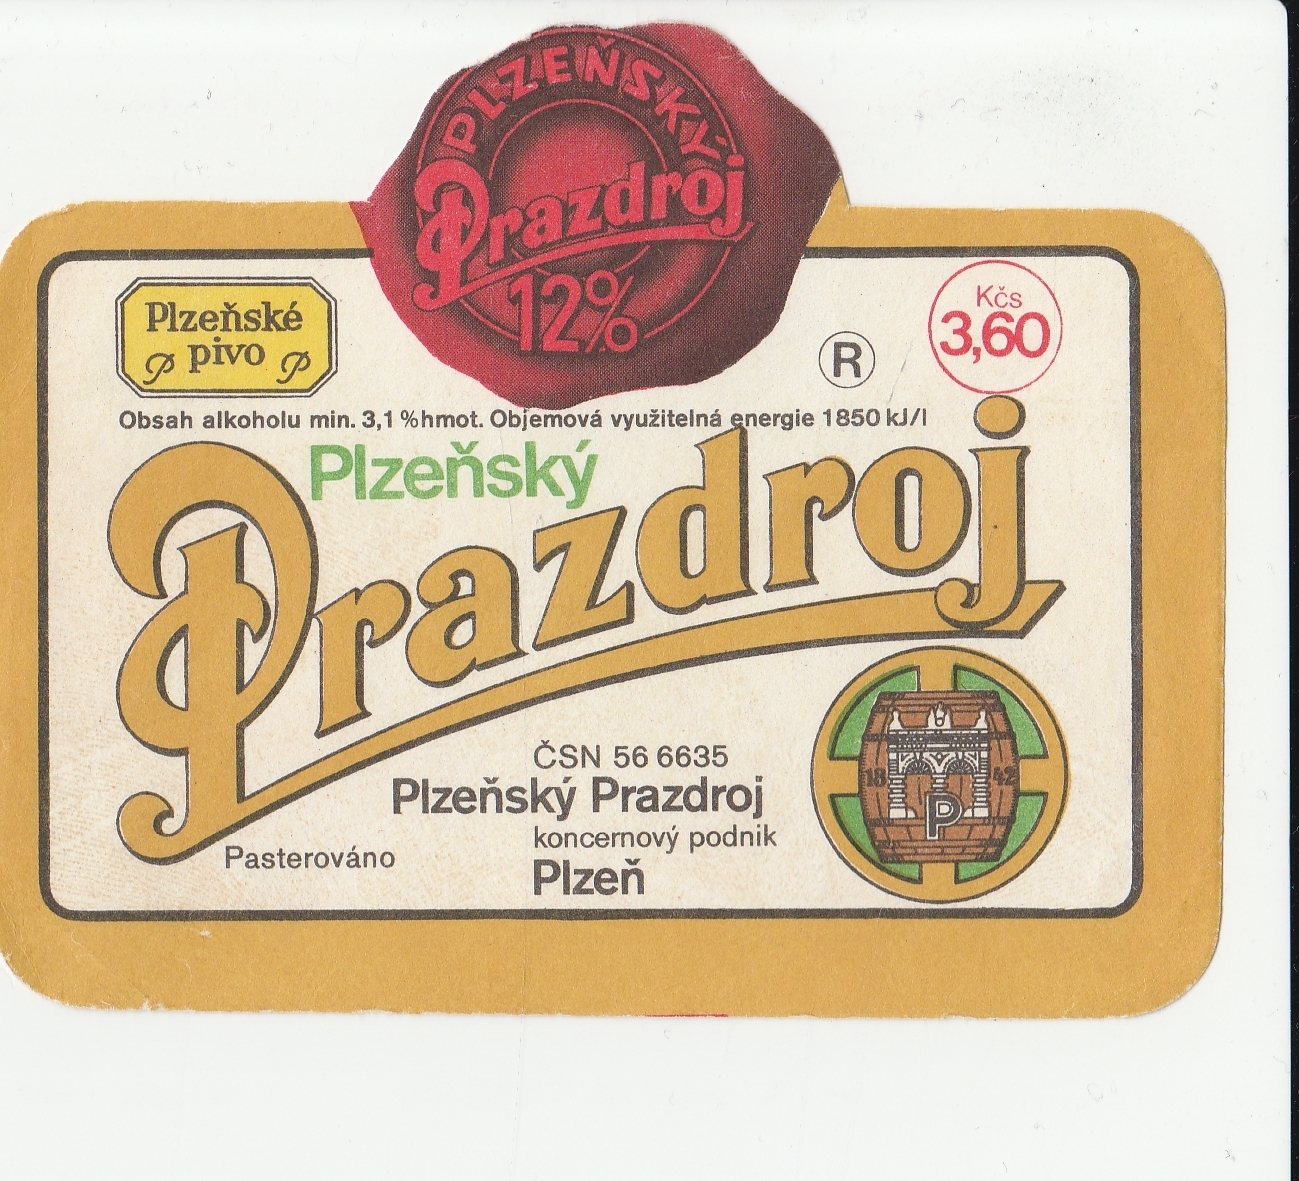 PLZEŇSKÝ
Prazdroj
12%
Plzeňské
pivo
P P
Kčs
3,60
R
Obsah alkoholu min. 3,1 % hmot. Objemová využitelná energie 1850 kJ/l
Plzeňský
Prazdroj
ČSN 56 6635
Plzeňský Prazdroj
koncernový podnik
Plzeň
Pasterováno
18 42
P